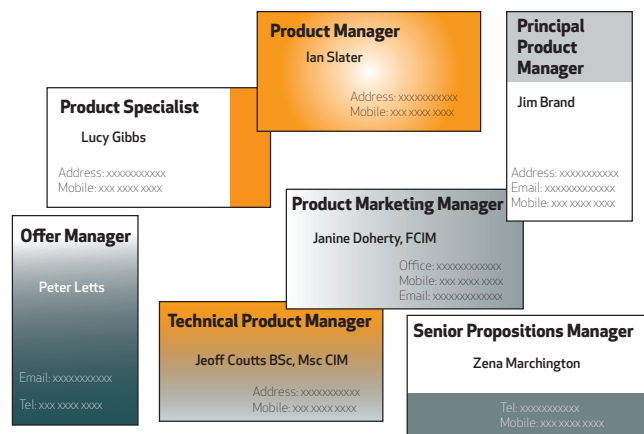 Product Manager
Ian Slater
Address: xxxxxxxxxxx
Mobile: xxx xxxx xxxx
Principal
Product
Manager
Jim Brand
Address: xxxxxxxxxxx
Email: xxxxxxxxxxxx
Mobile: xxx xxxx xxxx
Product Specialist
Lucy Gibbs
Address: xxxxxxxxxxx
Mobile: xxx xxxx xxxx
Product Marketing Manager
Janine Doherty, FCIM
Office: xxxxxxxxxxxx
Mobile: xxx xxxx xxxx
Email: xxxxxxxxxxxxx
Offer Manager
Peter Letts
Email: xxxxxxxxxxx
Tel: xxx xxxx xxxx
Technical Product Manager
Jeoff Coutts BSc, Msc CIM
Address: xxxxxxxxxxx
Mobile: xxx xxxx xxxx
Senior Propositions Manager
Zena Marchington
Tel: xxxxxxxxxxx
Mobile: xxx xxxx xxxx